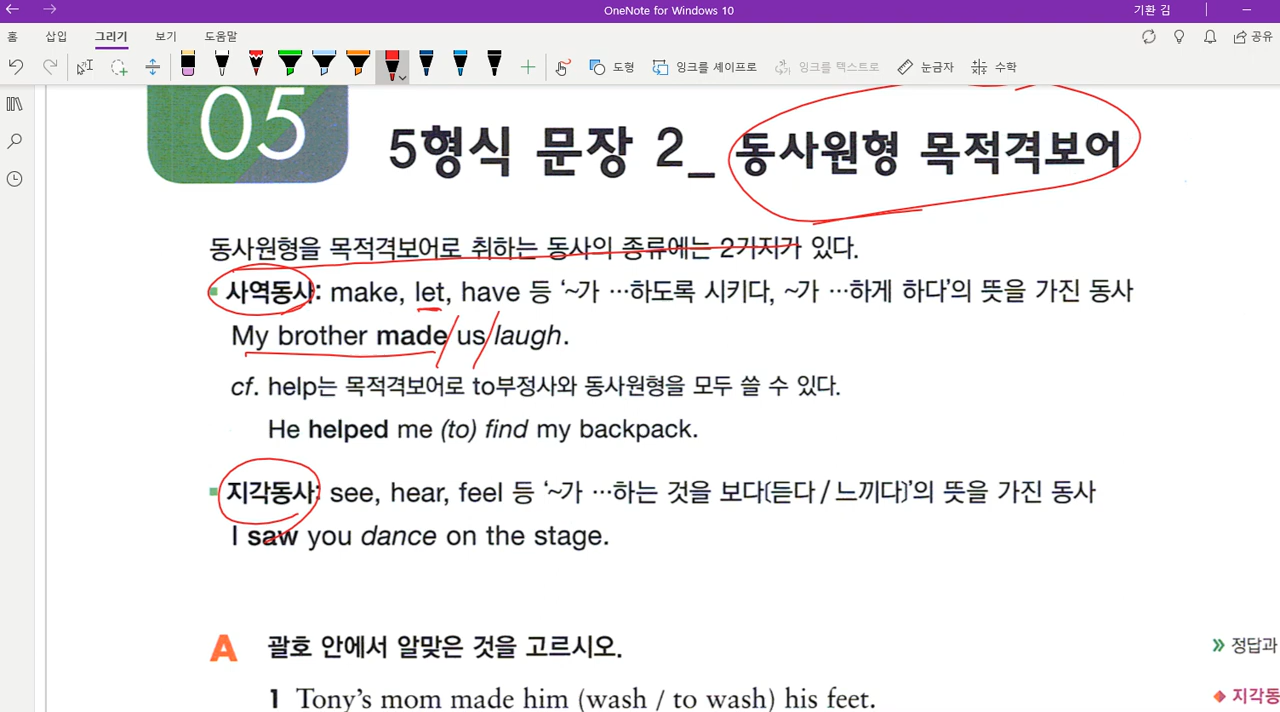 OneNote for Windows 10
기환 김
홈 삽입 그리기 보기 도움말
공유
도형 잉크를 셰이프로 잉크를 텍스트로 눈금자 수학
05
5형식 문장 2_ 동사원형 목적격보어
동사원형을 목적격보어로 취하는 동사의 종류에는 2가지가 있다.
사역동사: make, let, have 등 ‘~가 …하도록 시키다, ~가 …하게 하다’의 뜻을 가진 동사
My brother made us laugh.
cf. help는 목적격보어로 to부정사와 동사원형을 모두 쓸 수 있다.
He helped me (to) find my backpack.
지각동사: see, hear, feel 등 ‘~가 …하는 것을 보다(듣다 / 느끼다)’의 뜻을 가진 동사
I saw you dance on the stage.
A 괄호 안에서 알맞은 것을 고르시오.
정답과
1 Tony’s mom made him (wash / to wash) his feet.
지각동